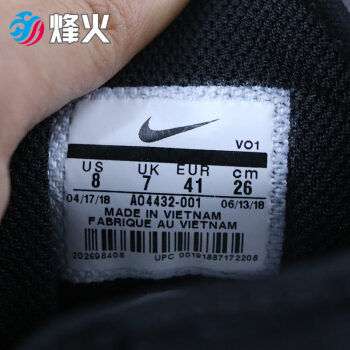 烽火
VO1
US UK EUR cm
8 7 41 26
04/17/18 AO4432-001 06/13/18
MADE IN VIETNAM
FABRIQUE AU VIETNAM
202698408 UPC 00191887172208